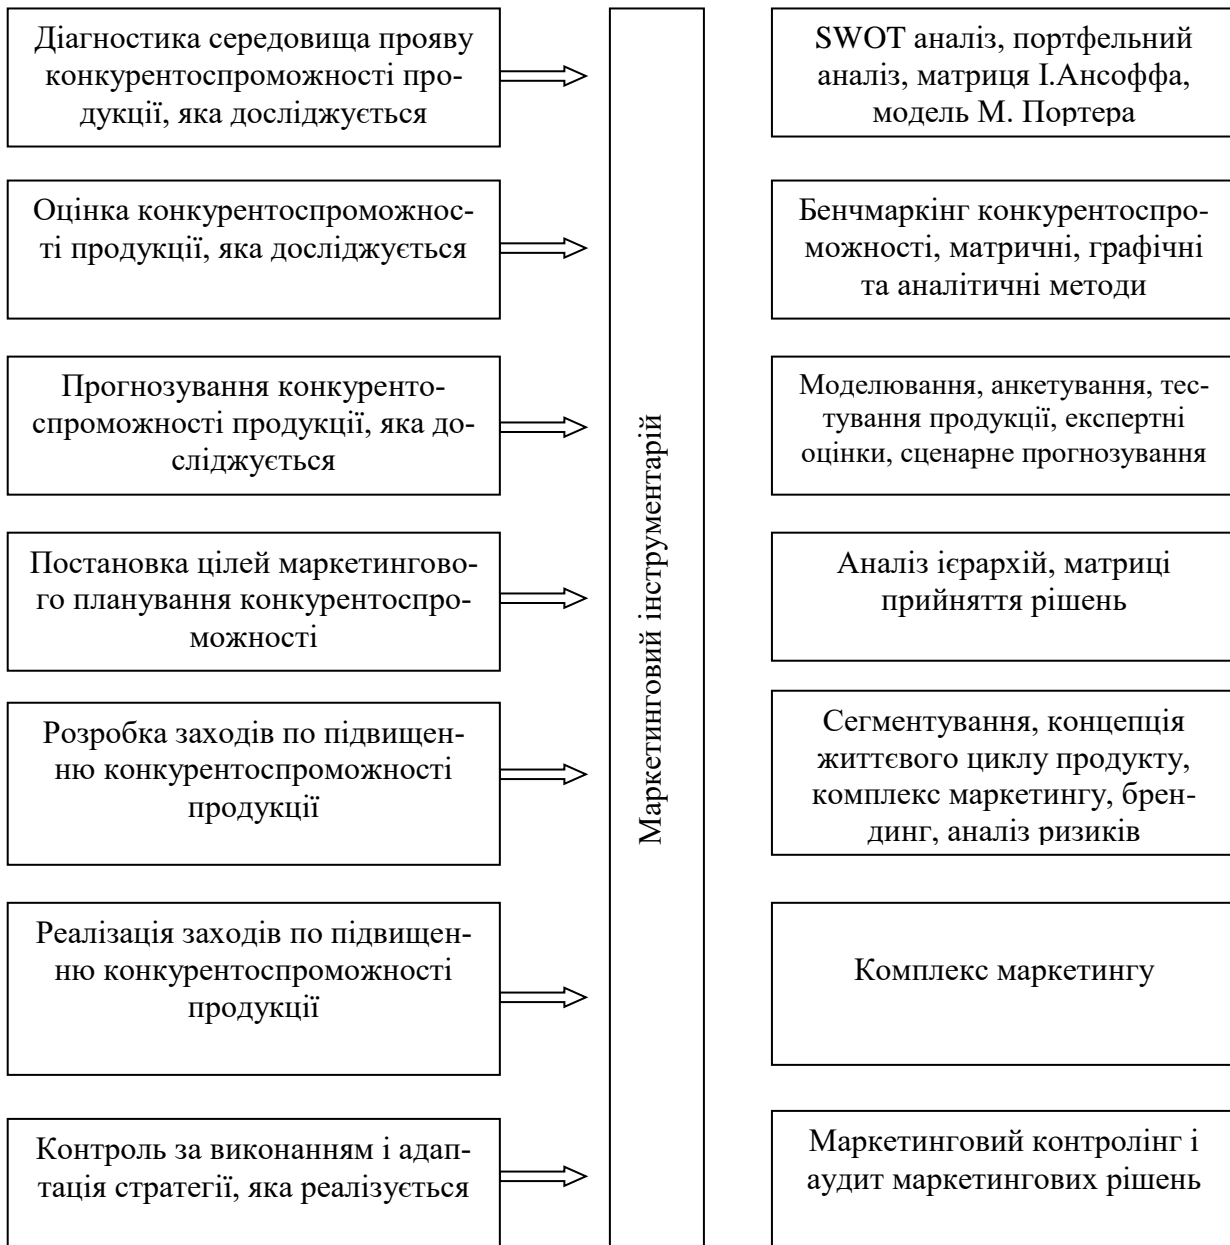 Діагностика середовища прояву
конкурентоспроможності про-
дукції, яка досліджується
SWOT аналіз, портфельний
аналіз, матриця І.Ансоффа,
модель М. Портера
Оцінка конкурентоспроможнос-
ті продукції, яка досліджується
Бенчмаркінг конкурентоспро-
можності, матричні, графічні
та аналітичні методи
Прогнозування конкуренто-
спроможності продукції, яка до-
сліджується
Моделювання, анкетування, тес-
тування продукції, експертні
оцінки, сценарне прогнозування
Маркетинговий інструментарій
Постановка цілей маркетингово-
го планування конкурентоспро-
можності
Аналіз ієрархій, матриці
прийняття рішень
Розробка заходів по підвищен-
ню конкурентоспроможності
продукції
Сегментування, концепція
життєвого циклу продукту,
комплекс маркетингу, брен-
динг, аналіз ризиків
Реалізація заходів по підвищен-
ню конкурентоспроможності
продукції
Комплекс маркетингу
Контроль за виконанням і адап-
тація стратегії, яка реалізується
Маркетинговий контролінг і
аудит маркетингових рішень